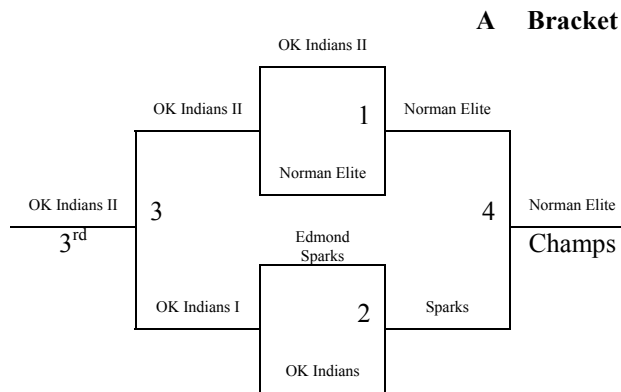 A Bracket
OK Indians II
OK Indians II
1
Norman Elite
Norman Elite
OK Indians II
3
4
Norman Elite
3rd
Champs
Edmond
Sparks
OK Indians I
2
Sparks
OK Indians